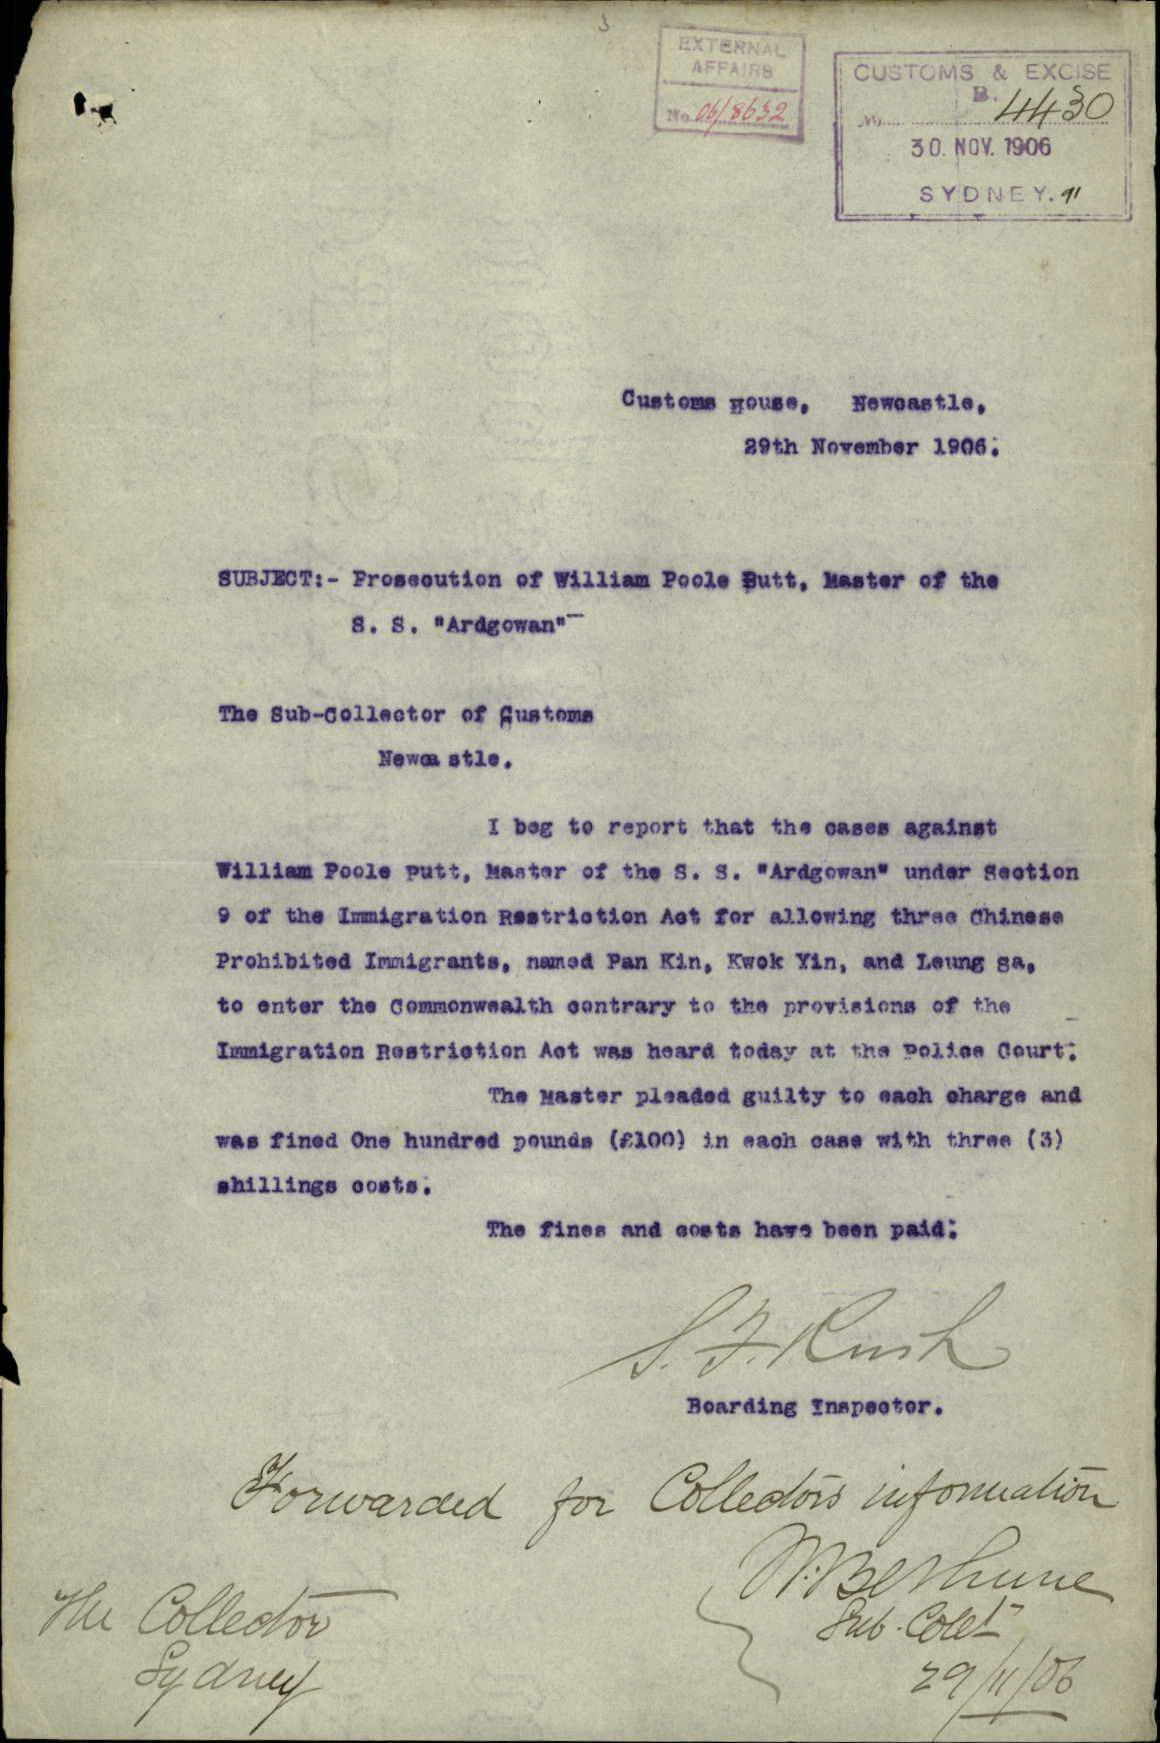 3
EXTERNAL
AFFAIRS
No. 06/8632
CUSTOMS & EXCISE
B.
No. 4430
30. NOV. 1906
SYDNEY. 91
Customs House, Newcastle,
29th November 1906.
SUBJECT:- Prosecution of William Poole Butt, Master of the
S. S. "Ardgowan"
The Sub-Collector of Customs
Newca stle.
I beg to report that the cases against
William Poole Putt, Master of the S. S. "Ardgowan" under Section
9 of the Immigration Restriction Act for allowing three Chinese
Prohibited Immigrants, named Pan Kin, Kwok Yin, and Leung Sa,
to enter the Commonwealth contrary to the provisions of the
Immigration Restriction Act was heard today at the Police Court.
The Master pleaded guilty to each charge and
was fined One hundred pounds (£100) in each case with three (3)
shillings costs.
The fines and costs have been paid.
S. F. Rush
Boarding Inspector.
Forwarded for Collectors information
W. Bethune
Sub. Colr
29/11/06
The Collector
Sydney